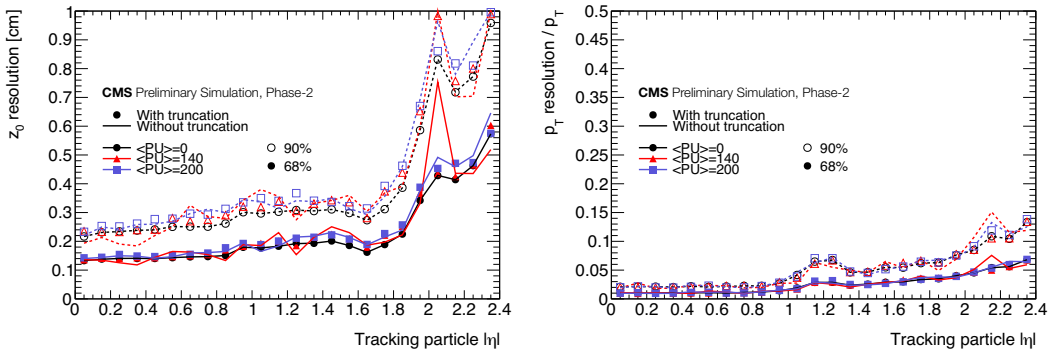 z0 resolution [cm]
1
0.9
0.8
0.7
0.6
0.5
0.4
0.3
0.2
0.1
0
CMS Preliminary Simulation, Phase-2
With truncation
Without truncation
<PU>=0
<PU>=140
<PU>=200
90%
68%
0 0.2 0.4 0.6 0.8 1 1.2 1.4 1.6 1.8 2 2.2 2.4
Tracking particle |η|
pT resolution / pT
0.5
0.45
0.4
0.35
0.3
0.25
0.2
0.15
0.1
0.05
0
CMS Preliminary Simulation, Phase-2
With truncation
Without truncation
<PU>=0
<PU>=140
<PU>=200
90%
68%
0 0.2 0.4 0.6 0.8 1 1.2 1.4 1.6 1.8 2 2.2 2.4
Tracking particle |η|